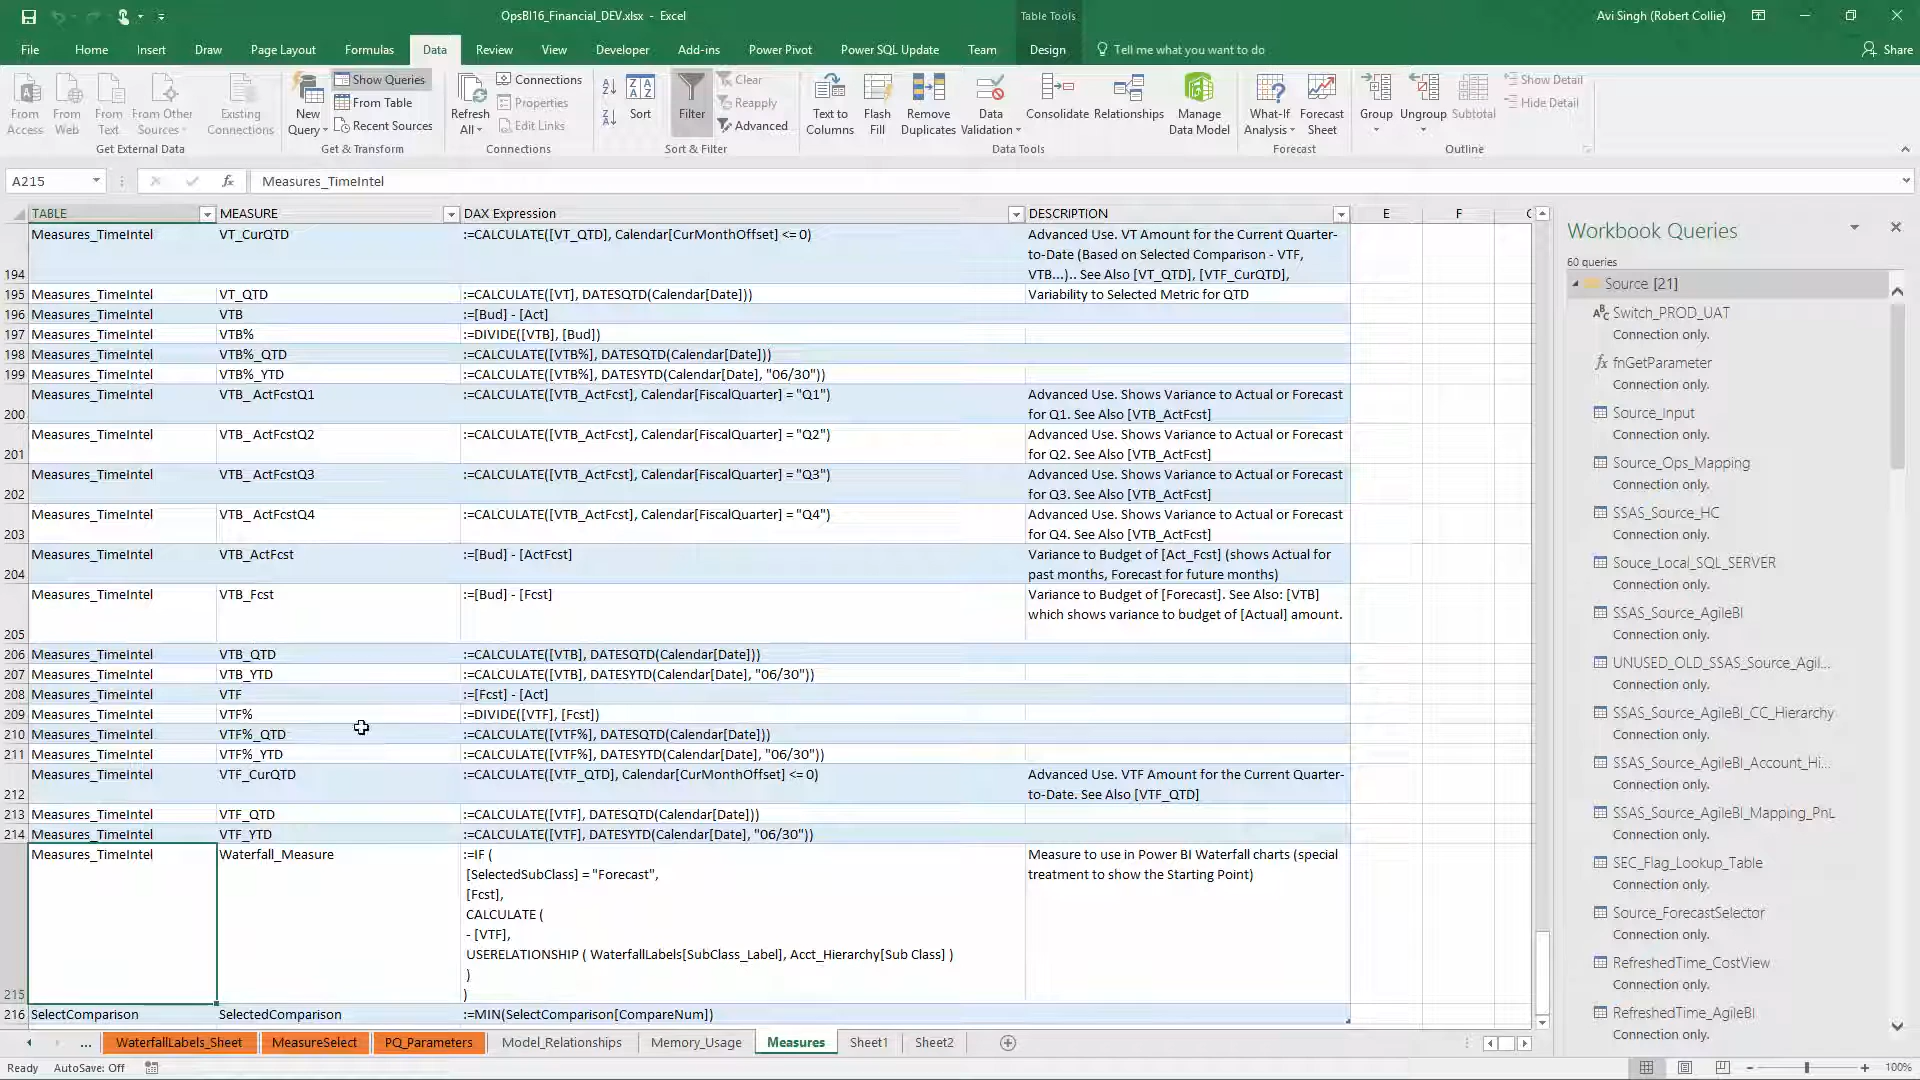 OpsBI16_Financial_DEV.xlsx - Excel
Table Tools
Avi Singh (Robert Collie)
File Home Insert Draw Page Layout Formulas Data Review View Developer Add-ins Power Pivot Power SQL Update Team Design Tell me what you want to do Share
From Access
From Web
From Text
From Other Sources
Existing Connections
Get External Data
New Query
Show Queries
From Table
Recent Sources
Get & Transform
Refresh All
Connections
Properties
Edit Links
Connections
Sort
Filter
Clear
Reapply
Advanced
Sort & Filter
Text to Columns
Flash Fill
Remove Duplicates
Data Validation
Consolidate
Relationships
Manage Data Model
Data Tools
What-If Analysis
Forecast Sheet
Forecast
Group
Ungroup
Subtotal
Show Detail
Hide Detail
Outline
A215 fx Measures_TimeIntel
TABLE MEASURE DAX Expression DESCRIPTION E F
194 Measures_TimeIntel VT_CurQTD :=CALCULATE([VT_QTD], Calendar[CurMonthOffset] <= 0) Advanced Use. VT Amount for the Current Quarter-
to-Date (Based on Selected Comparison - VTF,
VTB...).. See Also [VT_QTD], [VTF_CurQTD],
195 Measures_TimeIntel VT_QTD :=CALCULATE([VT], DATESQTD(Calendar[Date])) Variability to Selected Metric for QTD
196 Measures_TimeIntel VTB :=[Bud] - [Act]
197 Measures_TimeIntel VTB% :=DIVIDE([VTB], [Bud])
198 Measures_TimeIntel VTB%_QTD :=CALCULATE([VTB%], DATESQTD(Calendar[Date]))
199 Measures_TimeIntel VTB%_YTD :=CALCULATE([VTB%], DATESYTD(Calendar[Date], "06/30"))
200 Measures_TimeIntel VTB_ ActFcstQ1 :=CALCULATE([VTB_ActFcst], Calendar[FiscalQuarter] = "Q1") Advanced Use. Shows Variance to Actual or Forecast
for Q1. See Also [VTB_ActFcst]
201 Measures_TimeIntel VTB_ ActFcstQ2 :=CALCULATE([VTB_ActFcst], Calendar[FiscalQuarter] = "Q2") Advanced Use. Shows Variance to Actual or Forecast
for Q2. See Also [VTB_ActFcst]
202 Measures_TimeIntel VTB_ ActFcstQ3 :=CALCULATE([VTB_ActFcst], Calendar[FiscalQuarter] = "Q3") Advanced Use. Shows Variance to Actual or Forecast
for Q3. See Also [VTB_ActFcst]
203 Measures_TimeIntel VTB_ ActFcstQ4 :=CALCULATE([VTB_ActFcst], Calendar[FiscalQuarter] = "Q4") Advanced Use. Shows Variance to Actual or Forecast
for Q4. See Also [VTB_ActFcst]
204 Measures_TimeIntel VTB_ActFcst :=[Bud] - [ActFcst] Variance to Budget of [Act_Fcst] (shows Actual for
past months, Forecast for future months)
205 Measures_TimeIntel VTB_Fcst :=[Bud] - [Fcst] Variance to Budget of [Forecast]. See Also: [VTB]
which shows variance to budget of [Actual] amount.
206 Measures_TimeIntel VTB_QTD :=CALCULATE([VTB], DATESQTD(Calendar[Date]))
207 Measures_TimeIntel VTB_YTD :=CALCULATE([VTB], DATESYTD(Calendar[Date], "06/30"))
208 Measures_TimeIntel VTF :=[Fcst] - [Act]
209 Measures_TimeIntel VTF% :=DIVIDE([VTF], [Fcst])
210 Measures_TimeIntel VTF%_QTD :=CALCULATE([VTF%], DATESQTD(Calendar[Date]))
211 Measures_TimeIntel VTF%_YTD :=CALCULATE([VTF%], DATESYTD(Calendar[Date], "06/30"))
212 Measures_TimeIntel VTF_CurQTD :=CALCULATE([VTF_QTD], Calendar[CurMonthOffset] <= 0) Advanced Use. VTF Amount for the Current Quarter-
to-Date. See Also [VTF_QTD]
213 Measures_TimeIntel VTF_QTD :=CALCULATE([VTF], DATESQTD(Calendar[Date]))
214 Measures_TimeIntel VTF_YTD :=CALCULATE([VTF], DATESYTD(Calendar[Date], "06/30"))
215 Measures_TimeIntel Waterfall_Measure :=IF ( Measure to use in Power BI Waterfall charts (special
[SelectedSubClass] = "Forecast", treatment to show the Starting Point)
[Fcst],
CALCULATE (
- [VTF],
USERELATIONSHIP ( WaterfallLabels[SubClass_Label], Acct_Hierarchy[Sub Class] )
)
)
216 SelectComparison SelectedComparison :=MIN(SelectComparison[CompareNum])
Workbook Queries
60 queries
Source [21]
Switch_PROD_UAT
Connection only.
fx fnGetParameter
Connection only.
Source_Input
Connection only.
Source_Ops_Mapping
Connection only.
SSAS_Source_HC
Connection only.
Souce_Local_SQL_SERVER
Connection only.
SSAS_Source_AgileBI
Connection only.
UNUSED_OLD_SSAS_Source_Agil...
Connection only.
SSAS_Source_AgileBI_CC_Hierarchy
Connection only.
SSAS_Source_AgileBI_Account_Hi...
Connection only.
SSAS_Source_AgileBI_Mapping_PnL
Connection only.
SEC_Flag_Lookup_Table
Connection only.
Source_ForecastSelector
Connection only.
RefreshedTime_CostView
Connection only.
RefreshedTime_AgileBI
Connection only.
... WaterfallLabels_Sheet MeasureSelect PQ_Parameters Model_Relationships Memory_Usage Measures Sheet1 Sheet2
Ready AutoSave: Off 100%